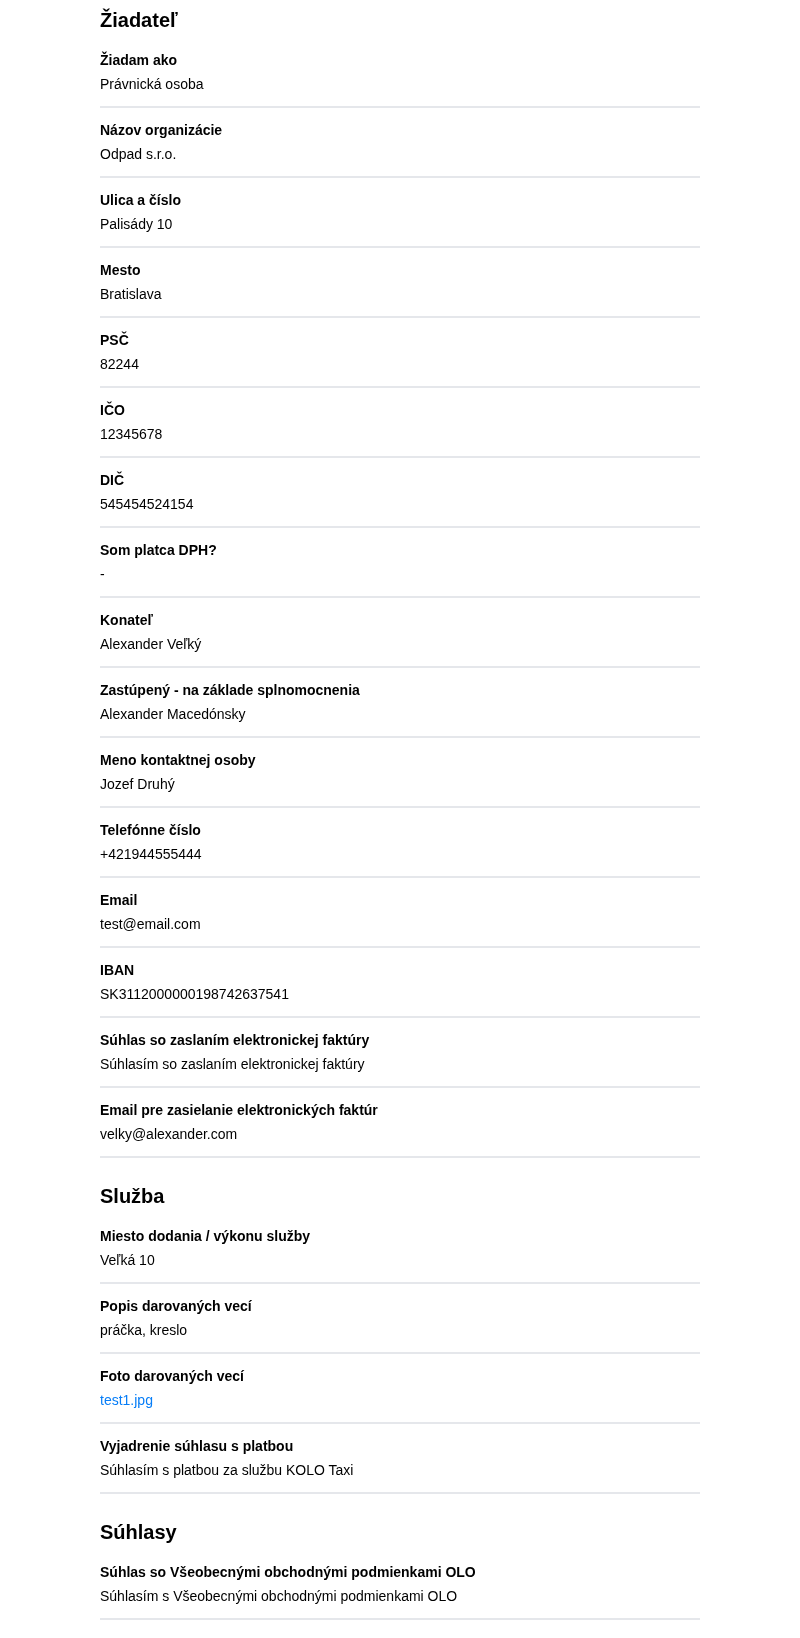 Žiadateľ
Žiadam ako
Právnická osoba
Názov organizácie
Odpad s.r.o.
Ulica a číslo
Palisády 10
Mesto
Bratislava
PSČ
82244
IČO
12345678
DIČ
545454524154
Som platca DPH?
-
Konateľ
Alexander Veľký
Zastúpený - na základe splnomocnenia
Alexander Macedónsky
Meno kontaktnej osoby
Jozef Druhý
Telefónne číslo
+421944555444
Email
test@email.com
IBAN
SK3112000000198742637541
Súhlas so zaslaním elektronickej faktúry
Súhlasím so zaslaním elektronickej faktúry
Email pre zasielanie elektronických faktúr
velky@alexander.com
Služba
Miesto dodania / výkonu služby
Veľká 10
Popis darovaných vecí
práčka, kreslo
Foto darovaných vecí
test1.jpg
Vyjadrenie súhlasu s platbou
Súhlasím s platbou za službu KOLO Taxi
Súhlasy
Súhlas so Všeobecnými obchodnými podmienkami OLO
Súhlasím s Všeobecnými obchodnými podmienkami OLO